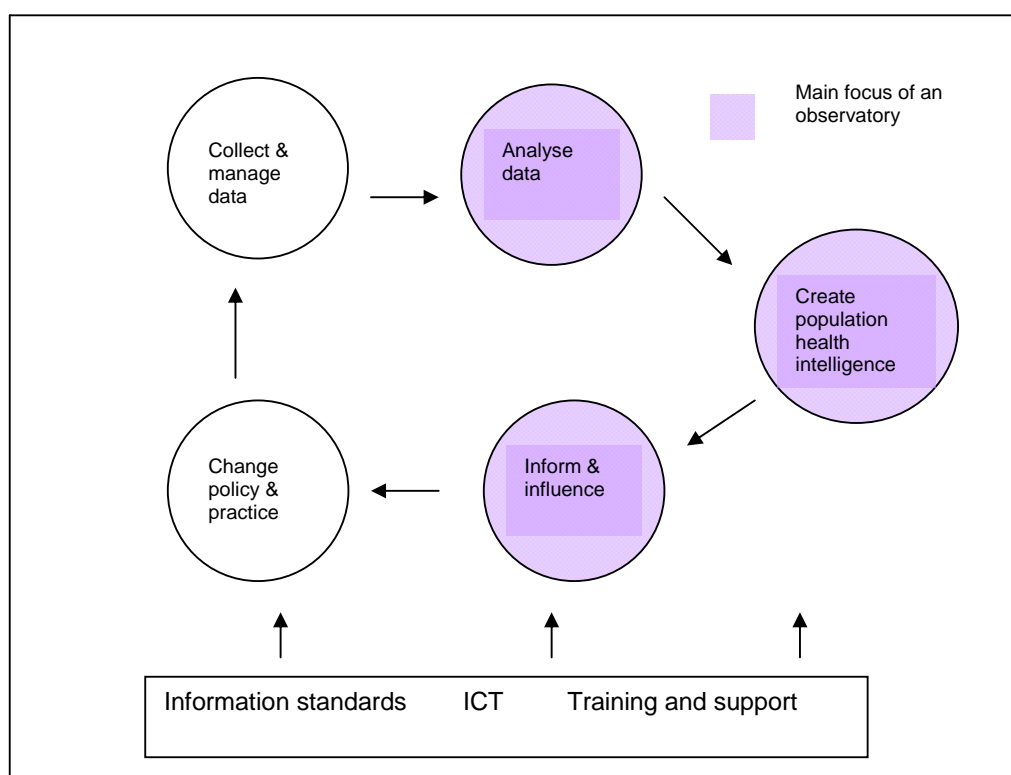 Collect &
manage
data
Analyse
data
Main focus of an
observatory
Create
population
health
intelligence
Inform &
influence
Change
policy &
practice
Information standards ICT Training and support